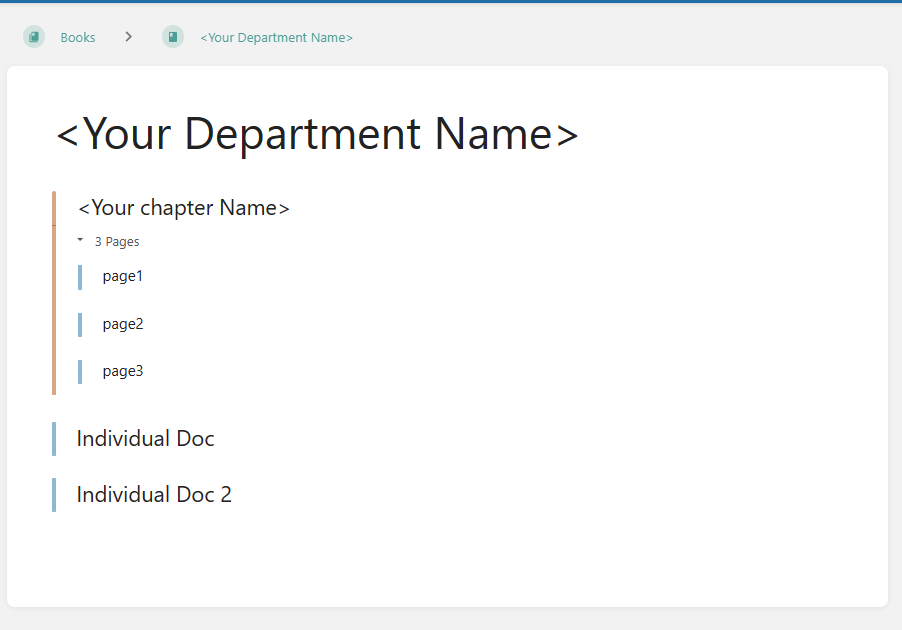 Books > <Your Department Name>
<Your Department Name>
<Your chapter Name>
3 Pages
page1
page2
page3
Individual Doc
Individual Doc 2